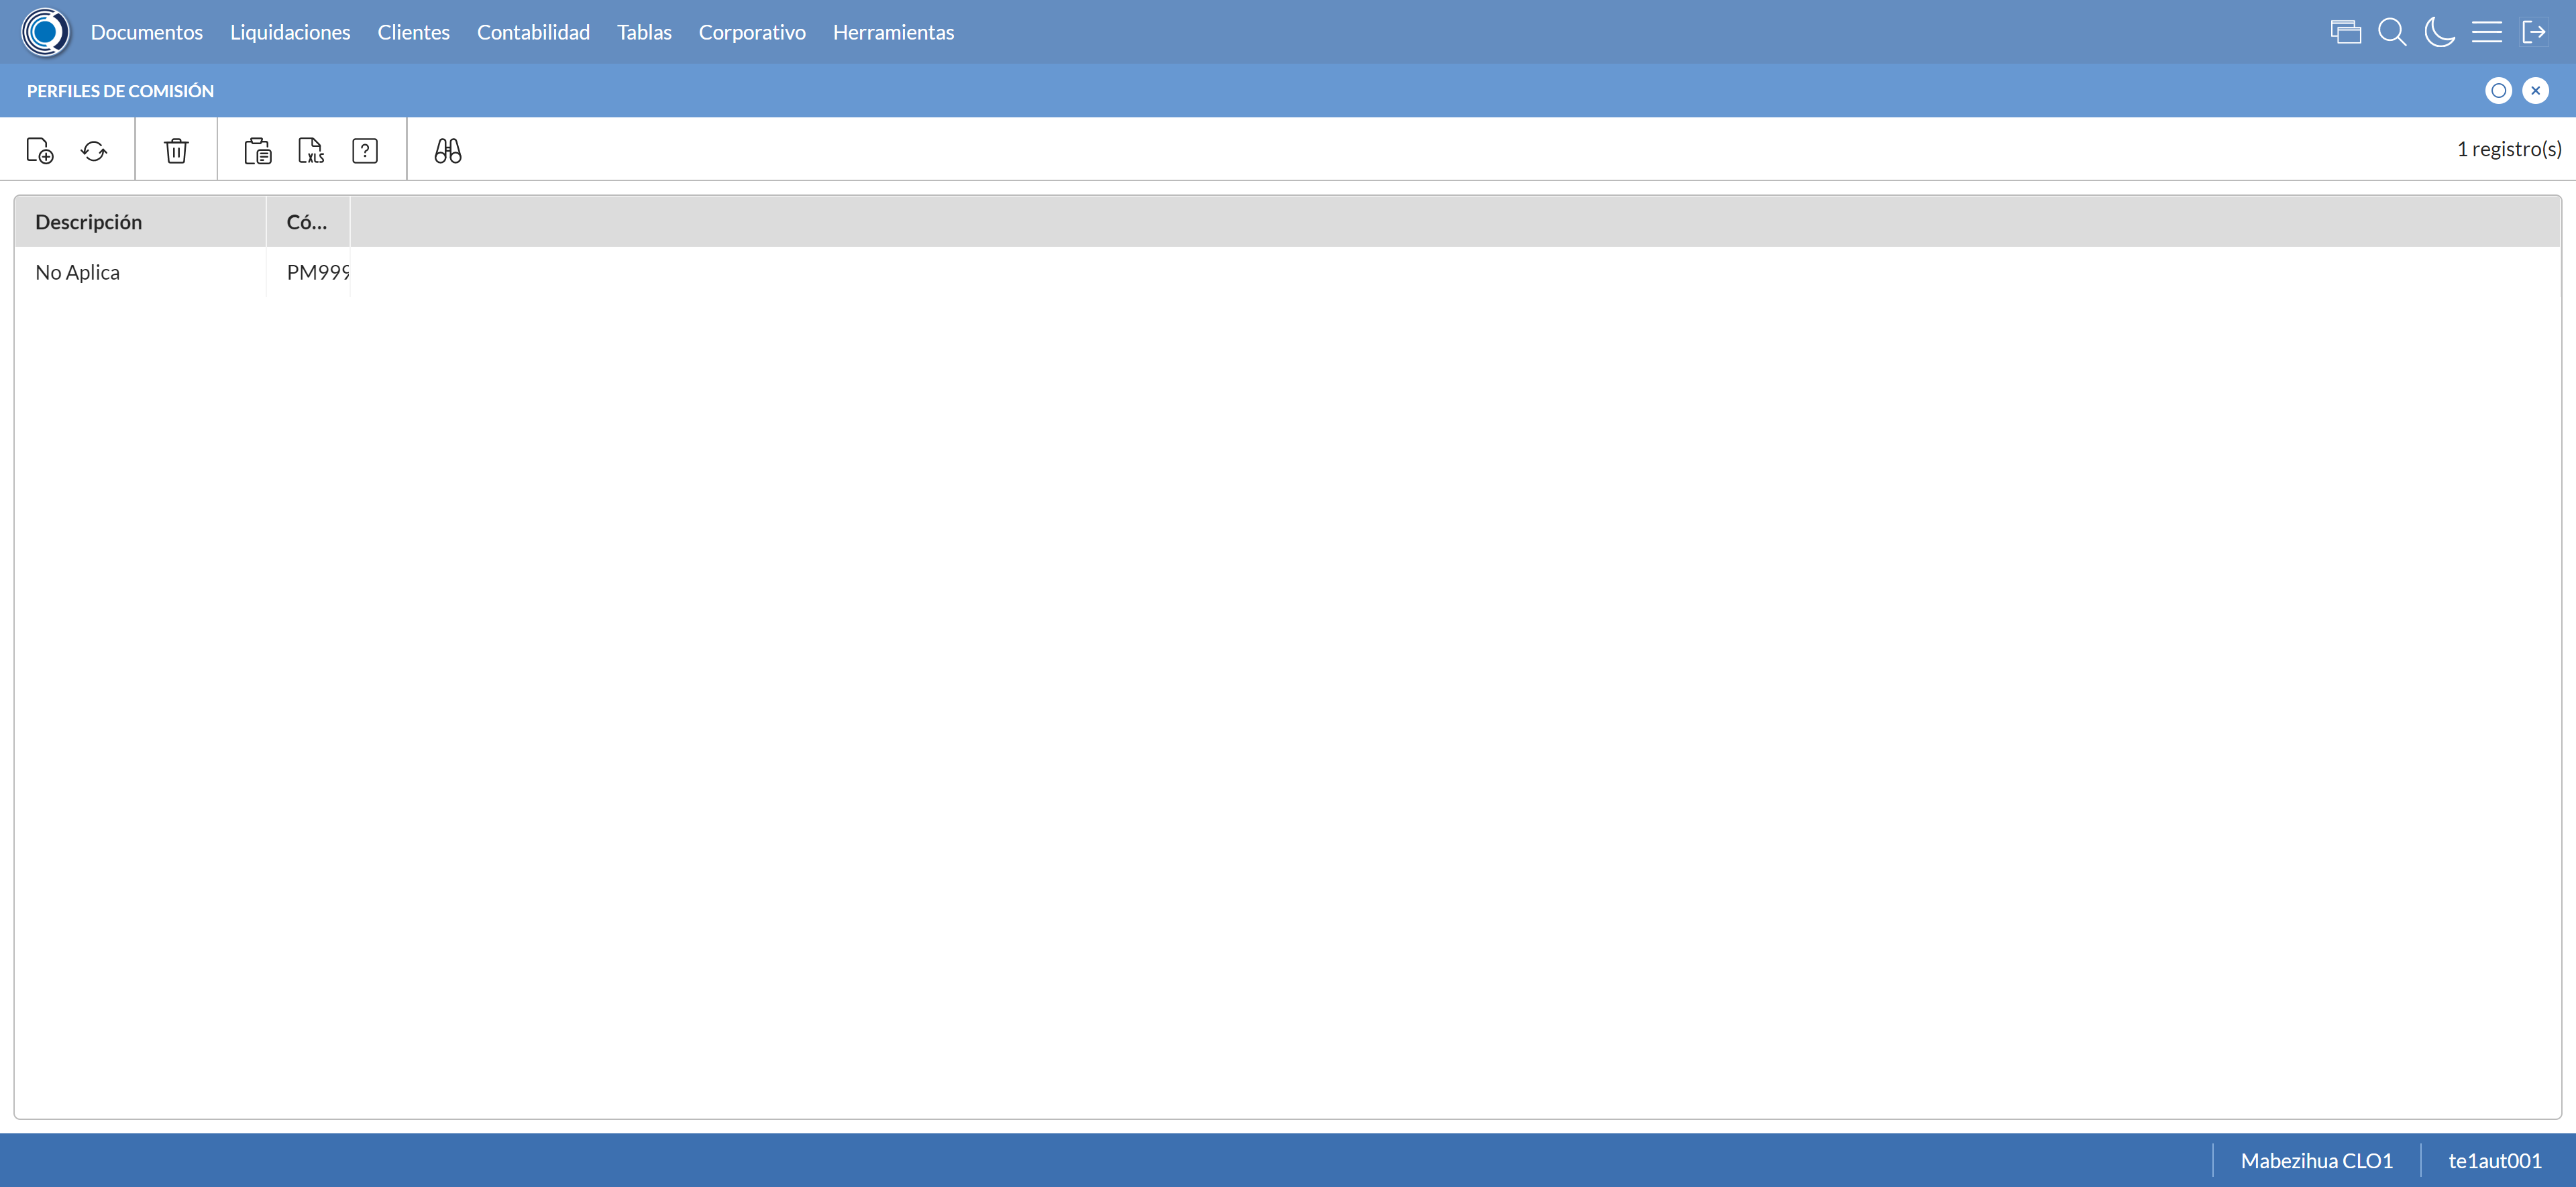 Documentos Liquidaciones Clientes Contabilidad Tablas Corporativo Herramientas
PERFILES DE COMISIÓN
XLS ? 1 registro(s)
Descripción Có...
No Aplica PM999
Mabezihua CLO1 te1aut001